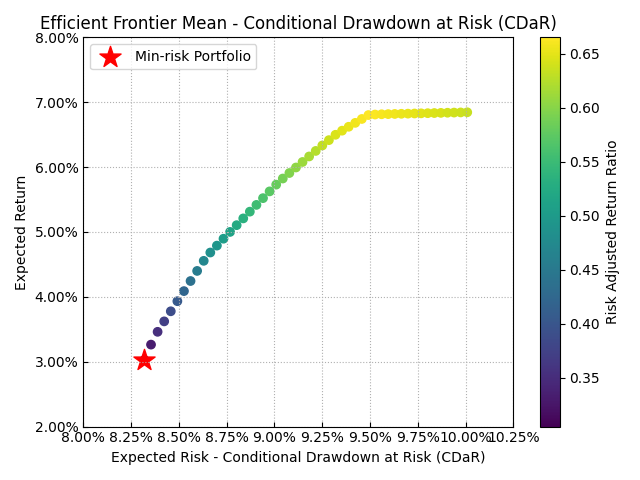 Efficient Frontier Mean - Conditional Drawdown at Risk (CDaR)
Min-risk Portfolio
Expected Return
8.00%
7.00%
6.00%
5.00%
4.00%
3.00%
2.00%
8.00% 8.25% 8.50% 8.75% 9.00% 9.25% 9.50% 9.75% 10.00% 10.25%
Expected Risk - Conditional Drawdown at Risk (CDaR)
0.65
0.60
0.55
0.50
0.45
0.40
0.35
Risk Adjusted Return Ratio